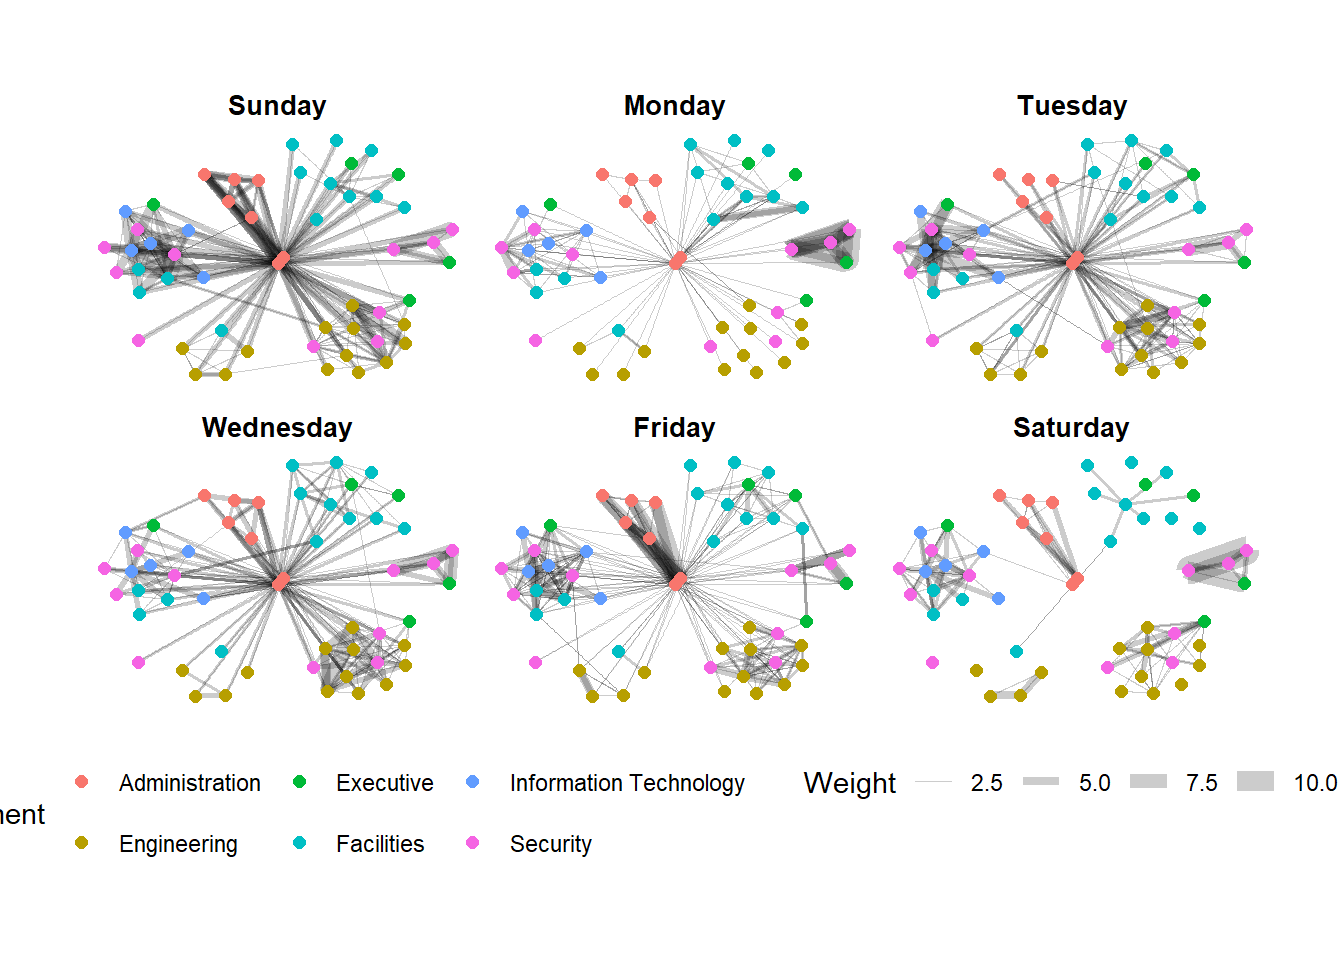 Sunday
Monday
Tuesday
Wednesday
Friday
Saturday
Administration
Executive
Information Technology
Weight
2.5
5.0
7.5
10.0
Engineering
Facilities
Security